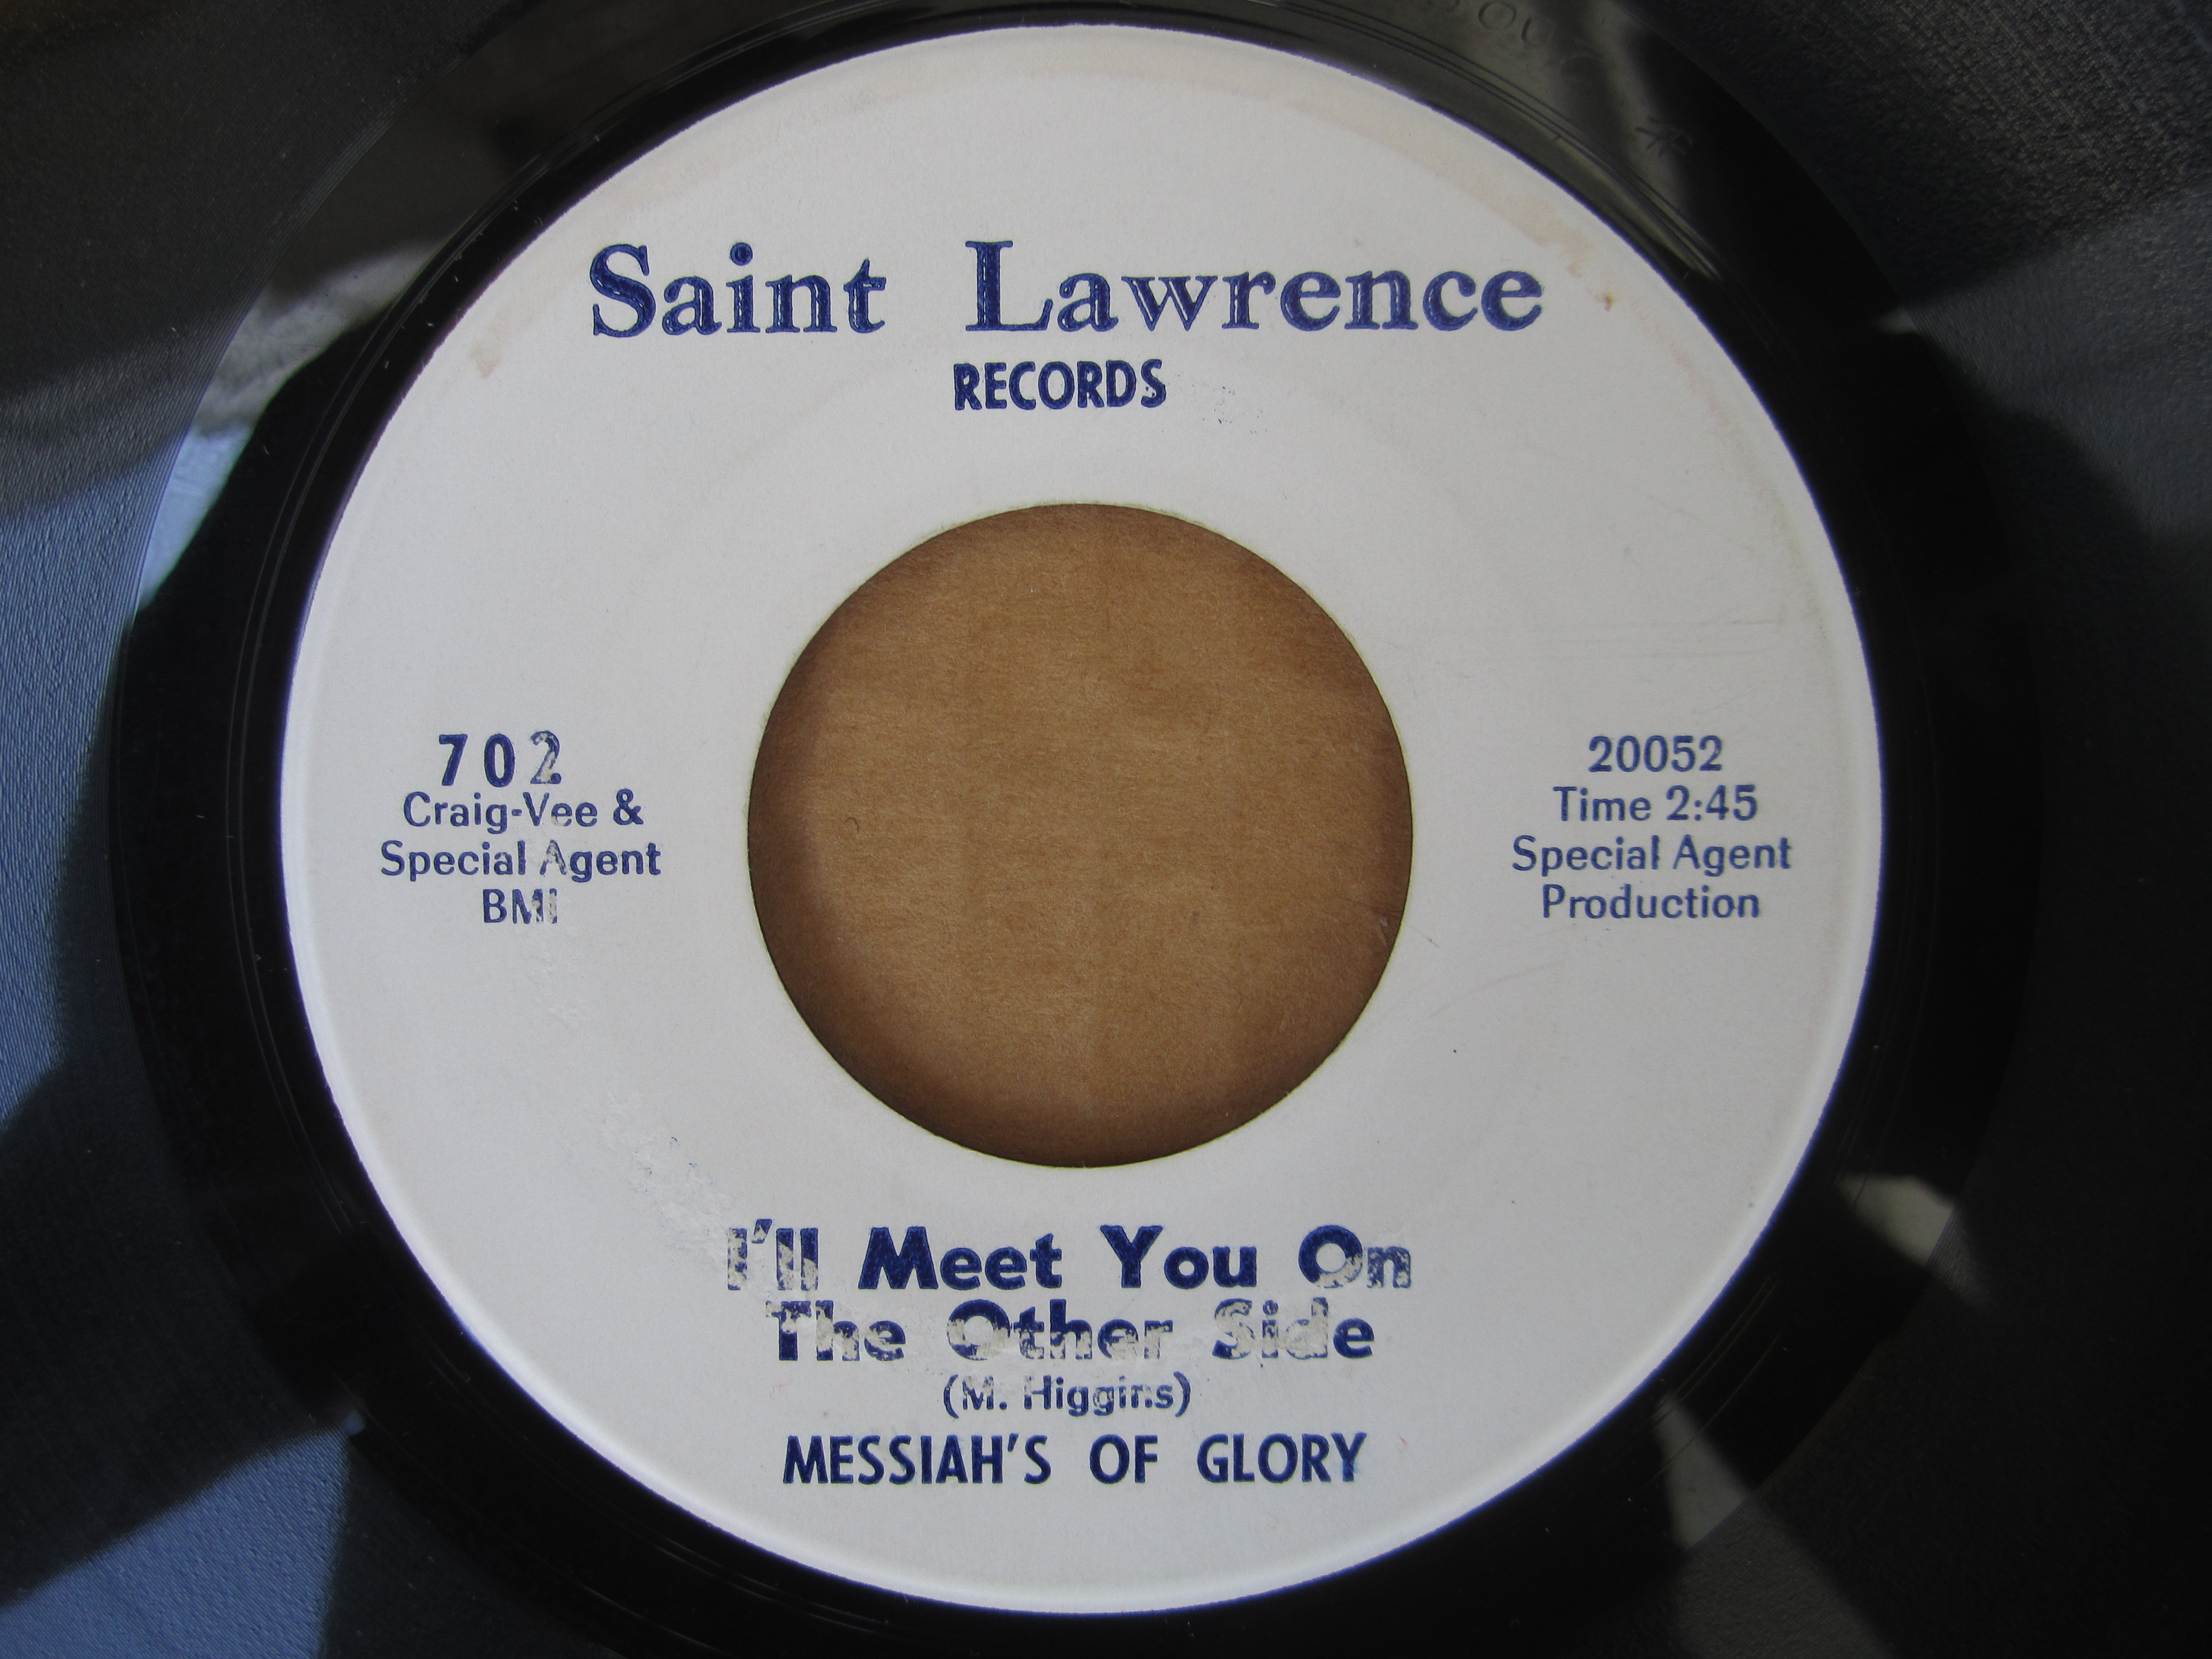 Saint Lawrence
RECORDS
702
Craig-Vee &
Special Agent
BMI
20052
Time 2:45
Special Agent
Production
I'll Meet You On
The Other Side
(M. Higgins)
MESSIAH'S OF GLORY